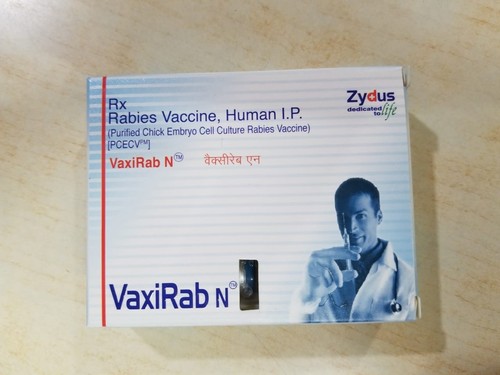 Rx
Rabies Vaccine, Human I.P.
(Purified Chick Embryo Cell Culture Rabies Vaccine)
[PCECV™]
VaxiRab N™ वैक्सीरेब एन
Zydus
dedicated
to life
VaxiRab N™